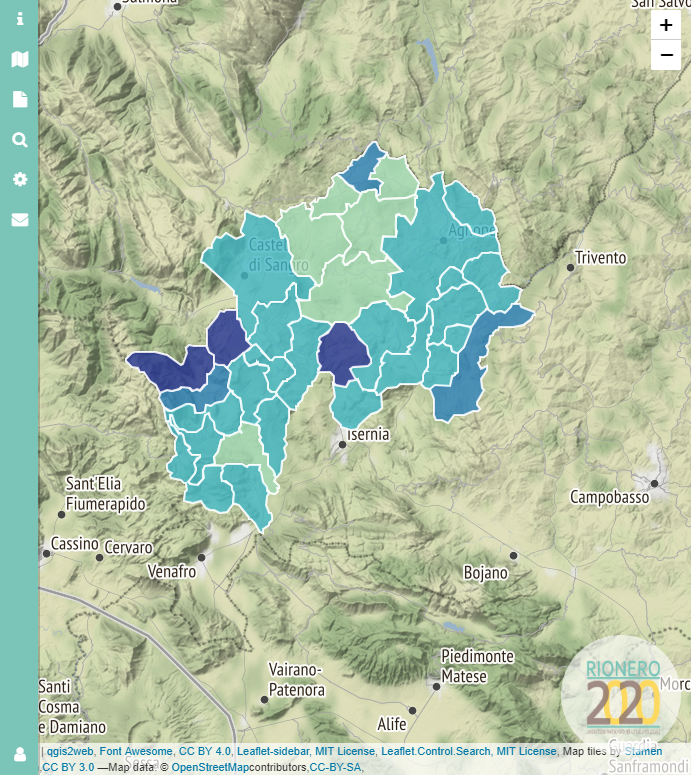 Sulmona
San Salvo
+
−
Castel
di Sangro
Agnone
Trivento
Isernia
Sant'Elia
Fiumerapido
Campobasso
Cassino
Cervaro
Venafro
Bojano
Vairano-
Patenora
Piedimonte
Matese
Santi
Cosma
e Damiano
Alife
RIONERO
2020
Morc
Guardia
Sanframondi
Sessa
| qgis2web, Font Awesome, CC BY 4.0, Leaflet-sidebar, MIT License, Leaflet.Control.Search, MIT License, Map tiles by Stamen
CC BY 3.0 —Map data: © OpenStreetMapcontributors,CC-BY-SA,